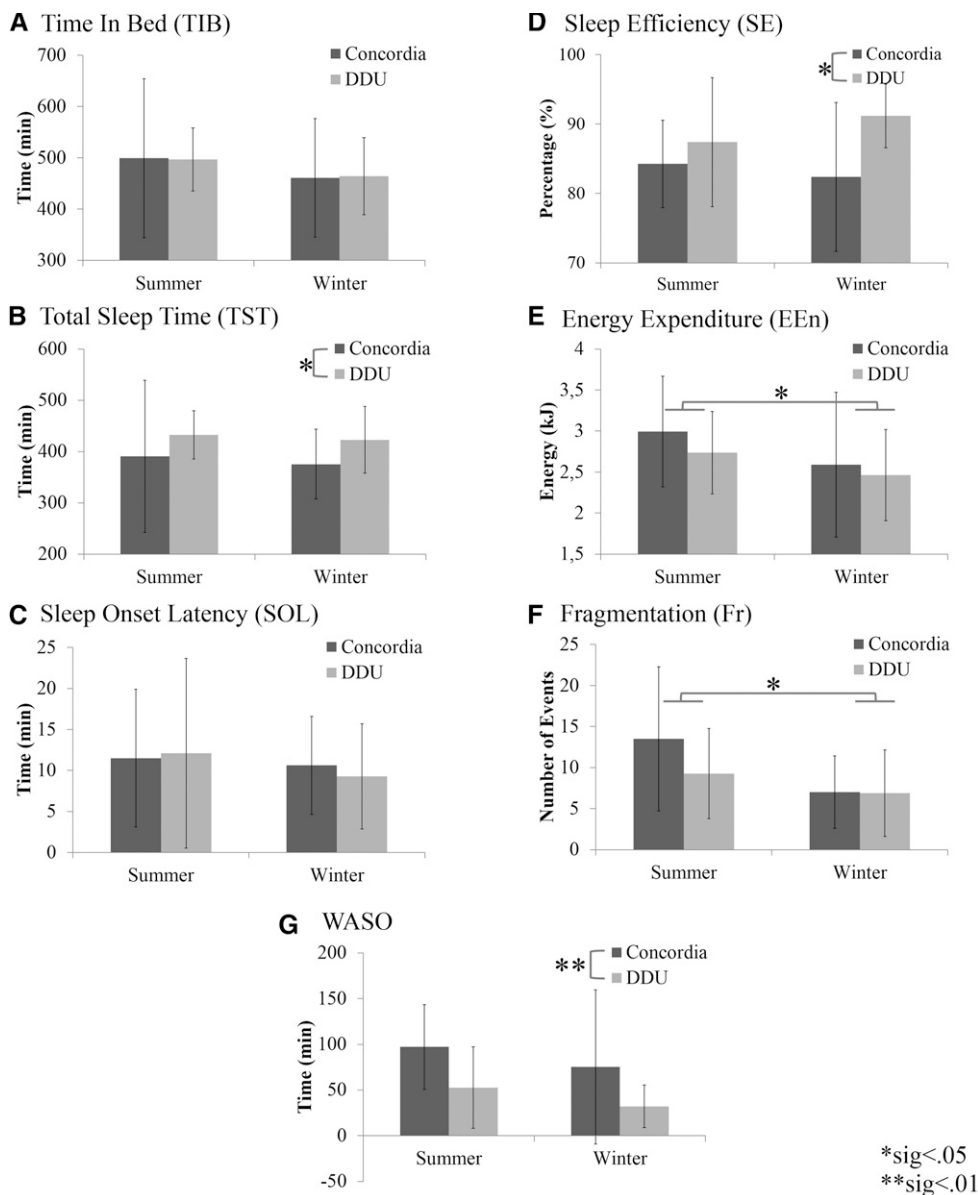 A Time In Bed (TIB)
700
600
500
400
300
Time (min)
Concordia
DDU
Summer Winter
B Total Sleep Time (TST)
600
500
400
300
200
Time (min)
*
Concordia
DDU
Summer Winter
C Sleep Onset Latency (SOL)
25
20
15
10
5
0
Time (min)
Concordia
DDU
Summer Winter
D Sleep Efficiency (SE)
100
90
80
70
Percentage (%)
*
Concordia
DDU
Summer Winter
E Energy Expenditure (EEn)
4
3,5
3
2,5
2
1,5
Energy (kJ)
Concordia
DDU
*
Summer Winter
F Fragmentation (Fr)
25
20
15
10
5
0
Number of Events
Concordia
DDU
*
Summer Winter
G WASO
200
150
100
50
0
-50
Time (min)
**
Concordia
DDU
Summer Winter
*sig<.05
**sig<.01